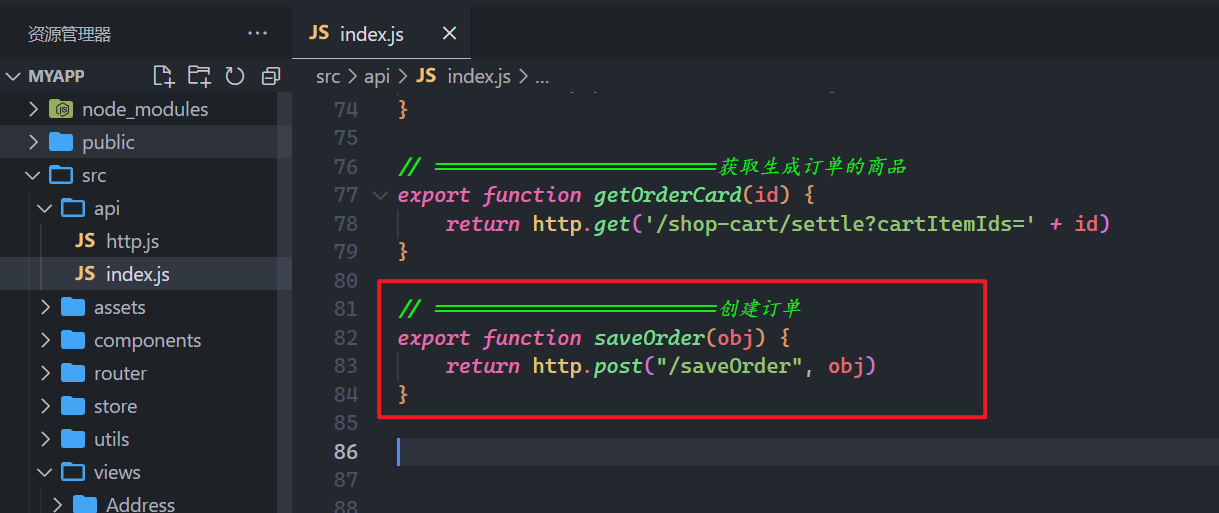 资源管理器 ···
MYAPP
node_modules
public
src
api
JS http.js
JS index.js
assets
components
router
store
utils
views
Address
JS index.js
src > api > JS index.js > ...
74 }
75
76 // ========================获取生成订单的商品
77 export function getOrderCard(id) {
78 return http.get('/shop-cart/settle?cartItemIds=' + id)
79 }
80
81 // ========================创建订单
82 export function saveOrder(obj) {
83 return http.post("/saveOrder", obj)
84 }
85
86
87
88